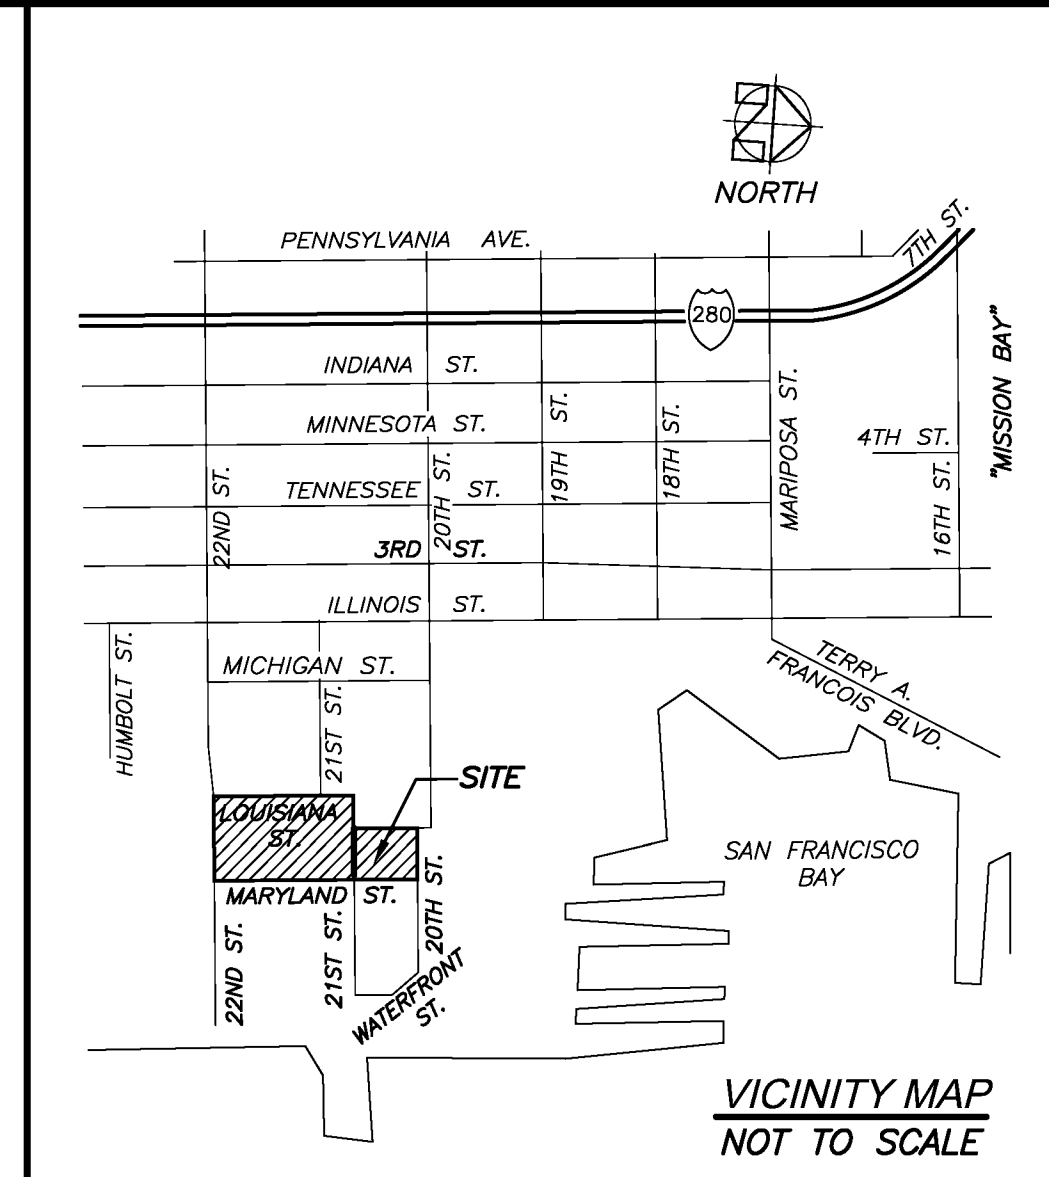 N
NORTH
PENNSYLVANIA AVE.
7TH ST.
280
"MISSION BAY"
INDIANA ST.
MINNESOTA ST.
19TH ST.
18TH ST.
MARIPOSA ST.
4TH ST.
22ND ST.
TENNESSEE ST.
20TH ST.
16TH ST.
3RD ST.
ILLINOIS ST.
HUMBOLT ST.
MICHIGAN ST.
21ST ST.
TERRY A.
FRANCOIS BLVD.
SITE
LOUISIANA
ST.
SAN FRANCISCO
BAY
MARYLAND ST.
22ND ST.
21ST ST.
20TH ST.
WATERFRONT
ST.
VICINITY MAP
NOT TO SCALE